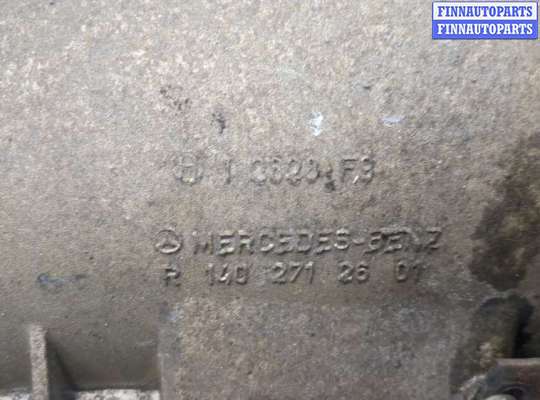 FINNAUTOPARTS
FINNAUTOPARTS
MERCEDES-BENZ
R 140 271 26 01